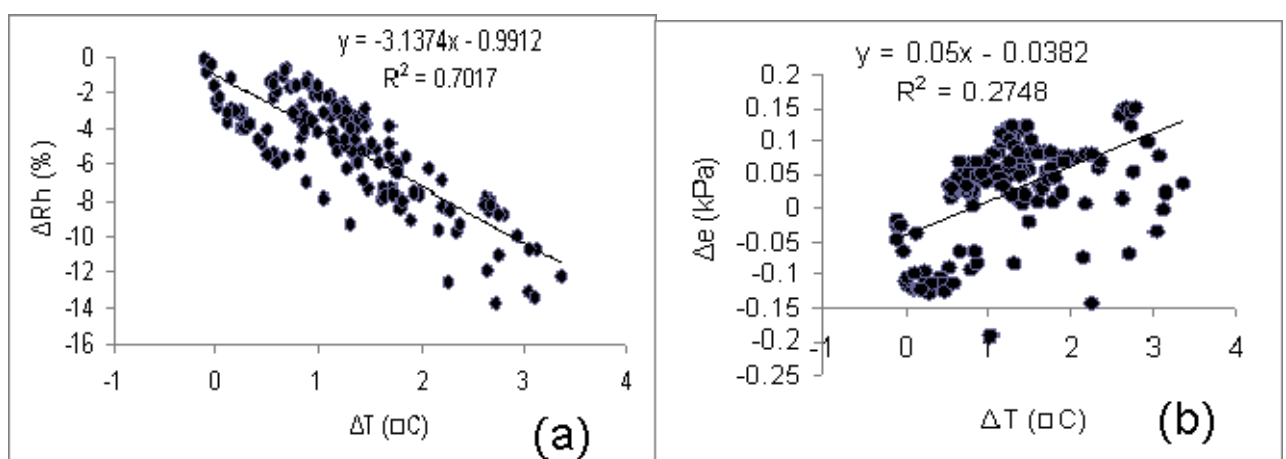 y = -3.1374x - 0.9912
R² = 0.7017
0
-2
-4
-6
-8
-10
-12
-14
-16
-1 0 1 2 3 4
ΔRh (%)
ΔT (□C)
(a)
y = 0.05x - 0.0382
R² = 0.2748
0.2
0.15
0.1
0.05
0
-0.05
-0.1
-0.15
-0.2
-0.25
-1 0 1 2 3 4
Δe (kPa)
ΔT (□C)
(b)